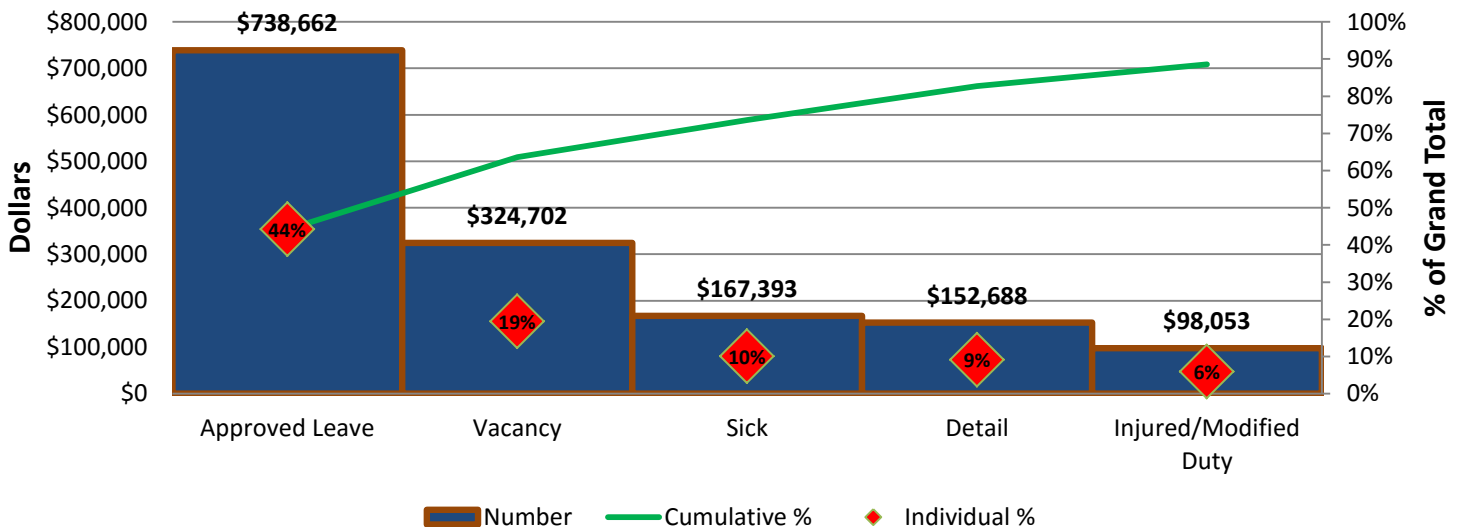 $800,000
$700,000
$600,000
$500,000
$400,000
$300,000
$200,000
$100,000
$0
Dollars
$738,662
$324,702
$167,393
$152,688
$98,053
44%
19%
10%
9%
6%
100%
90%
80%
70%
60%
50%
40%
30%
20%
10%
0%
% of Grand Total
Approved Leave
Vacancy
Sick
Detail
Injured/Modified
Duty
Number
Cumulative %
Individual %